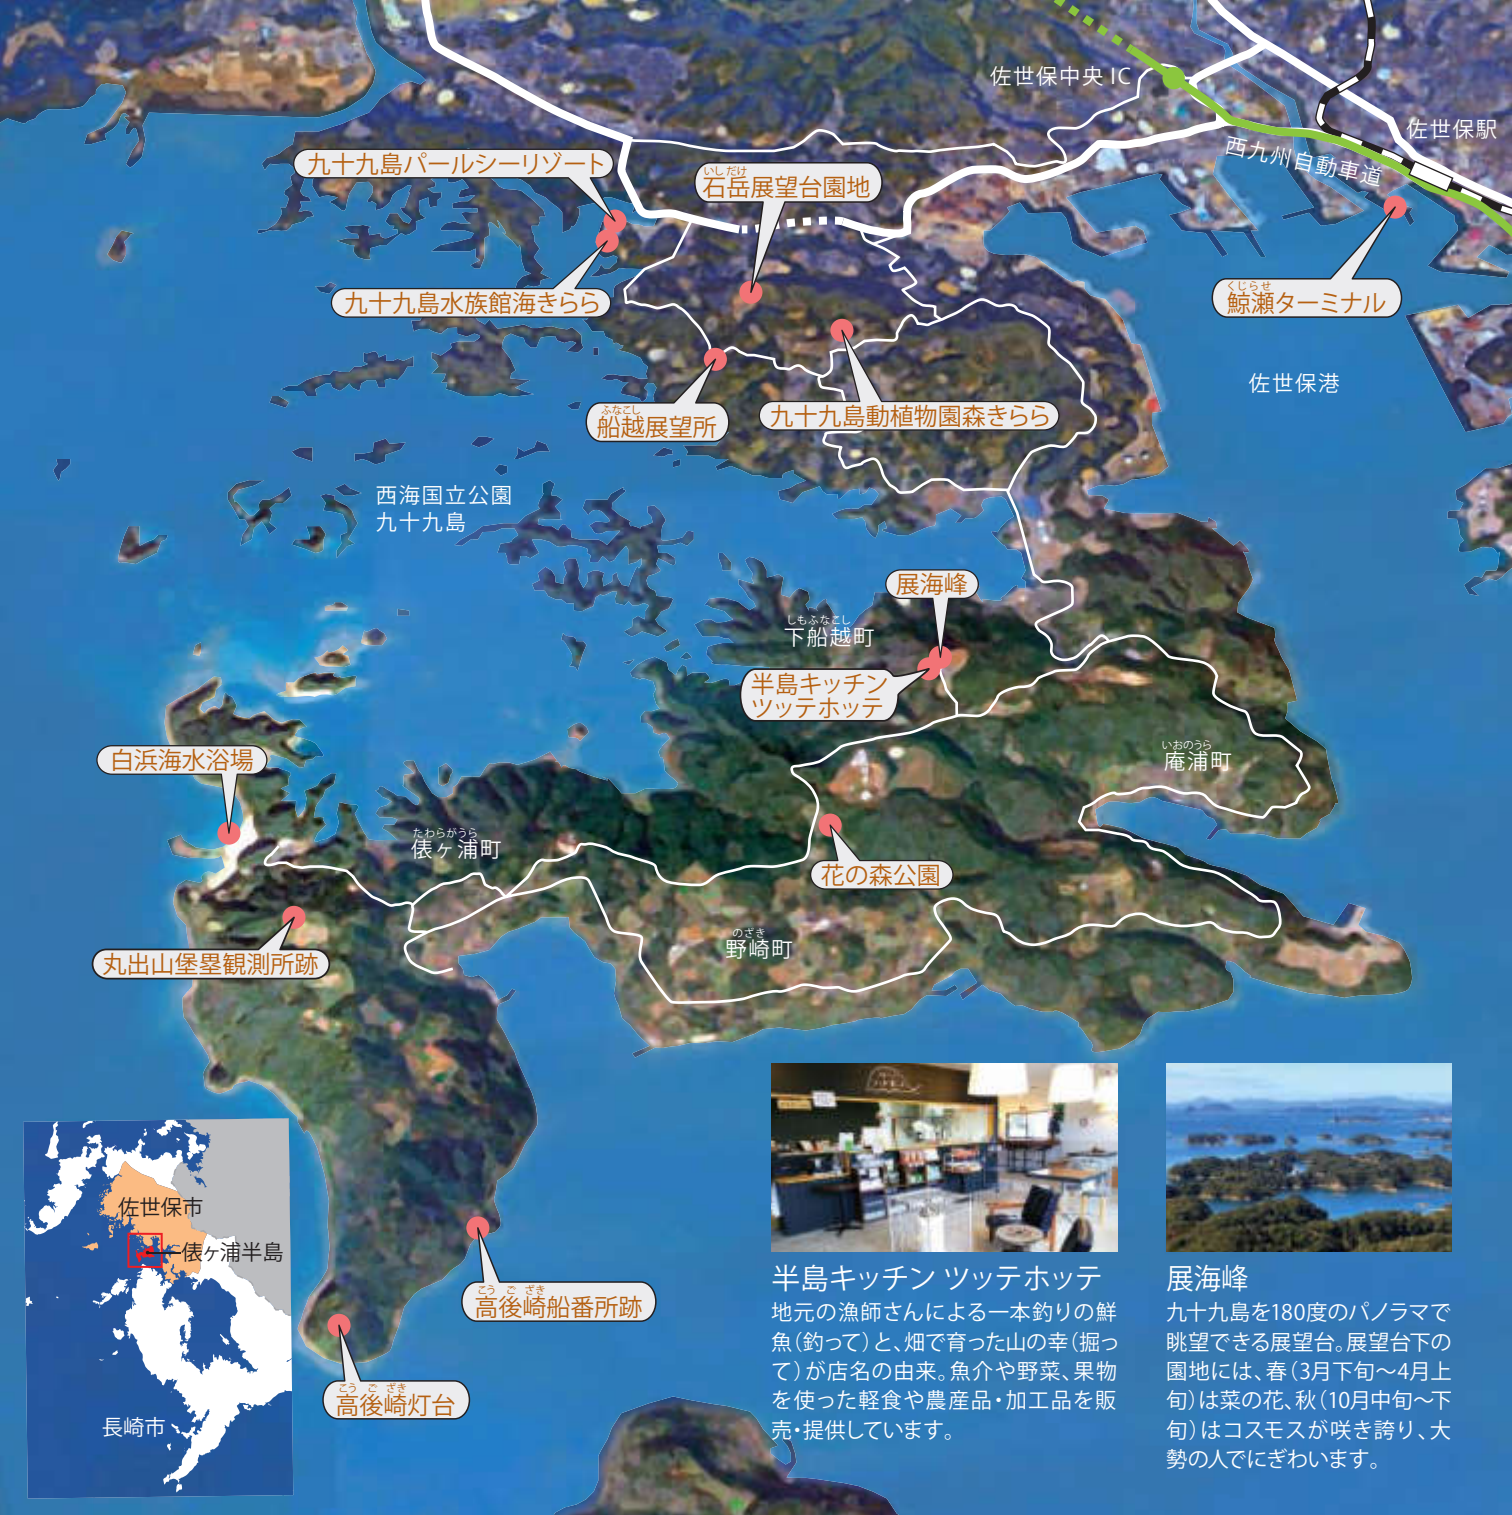 佐世保中央 IC
佐世保駅
西九州自動車道
九十九島パールシーリゾート
いしだけ
石岳展望台園地
九十九島水族館海きらら
くじらせ
鯨瀬ターミナル
佐世保港
ふなこし
船越展望所
九十九島動植物園森きらら
西海国立公園
九十九島
展海峰
しもふなこし
下船越町
半島キッチン
ツッテホッテ
いおのうら
庵浦町
白浜海水浴場
たわらがうら
俵ヶ浦町
花の森公園
のざき
野崎町
丸出山堡塁観測所跡
佐世保市
俵ヶ浦半島
長崎市
こうござき
高後崎船番所跡
こうござき
高後崎灯台
半島キッチン ツッテホッテ
地元の漁師さんによる一本釣りの鮮
魚(釣って)と、畑で育った山の幸(掘っ
て)が店名の由来。魚介や野菜、果物
を使った軽食や農産品・加工品を販
売・提供しています。
展海峰
九十九島を180度のパノラマで
眺望できる展望台。展望台下の
園地には、春(3月下旬〜4月上
旬)は菜の花、秋(10月中旬〜下
旬)はコスモスが咲き誇り、大
勢の人でにぎわいます。